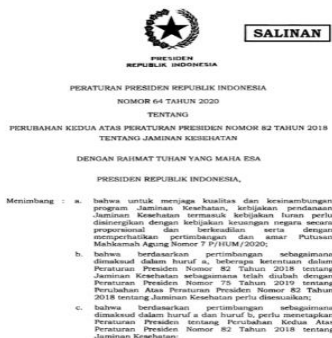 SALINAN
PRESIDEN
REPUBLIK INDONESIA
PERATURAN PRESIDEN REPUBLIK INDONESIA
NOMOR 64 TAHUN 2020
TENTANG
PERUBAHAN KEDUA ATAS PERATURAN PRESIDEN NOMOR 82 TAHUN 2018
TENTANG JAMINAN KESEHATAN
DENGAN RAHMAT TUHAN YANG MAHA ESA
PRESIDEN REPUBLIK INDONESIA,
Menimbang : a. bahwa untuk menjaga kualitas dan kesinambungan
program Jaminan Kesehatan, kebijakan pendanaan
Jaminan Kesehatan termasuk kebijakan iuran perlu
disinergikan dengan kebijakan keuangan negara secara
proporsional dan berkeadilan serta dengan
memperhatikan pertimbangan dan amar Putusan
Mahkamah Agung Nomor 7 P/HUM/2020;
b. bahwa berdasarkan pertimbangan sebagaimana
dimaksud dalam huruf a, beberapa ketentuan dalam
Peraturan Presiden Nomor 82 Tahun 2018 tentang
Jaminan Kesehatan sebagaimana telah diubah dengan
Peraturan Presiden Nomor 75 Tahun 2019 tentang
Perubahan Atas Peraturan Presiden Nomor 82 Tahun
2018 tentang Jaminan Kesehatan perlu disesuaikan;
c. bahwa berdasarkan pertimbangan sebagaimana
dimaksud dalam huruf a dan huruf b, perlu menetapkan
Peraturan Presiden tentang Perubahan Kedua Atas
Peraturan Presiden Nomor 82 Tahun 2018 tentang
Jaminan Kesehatan;